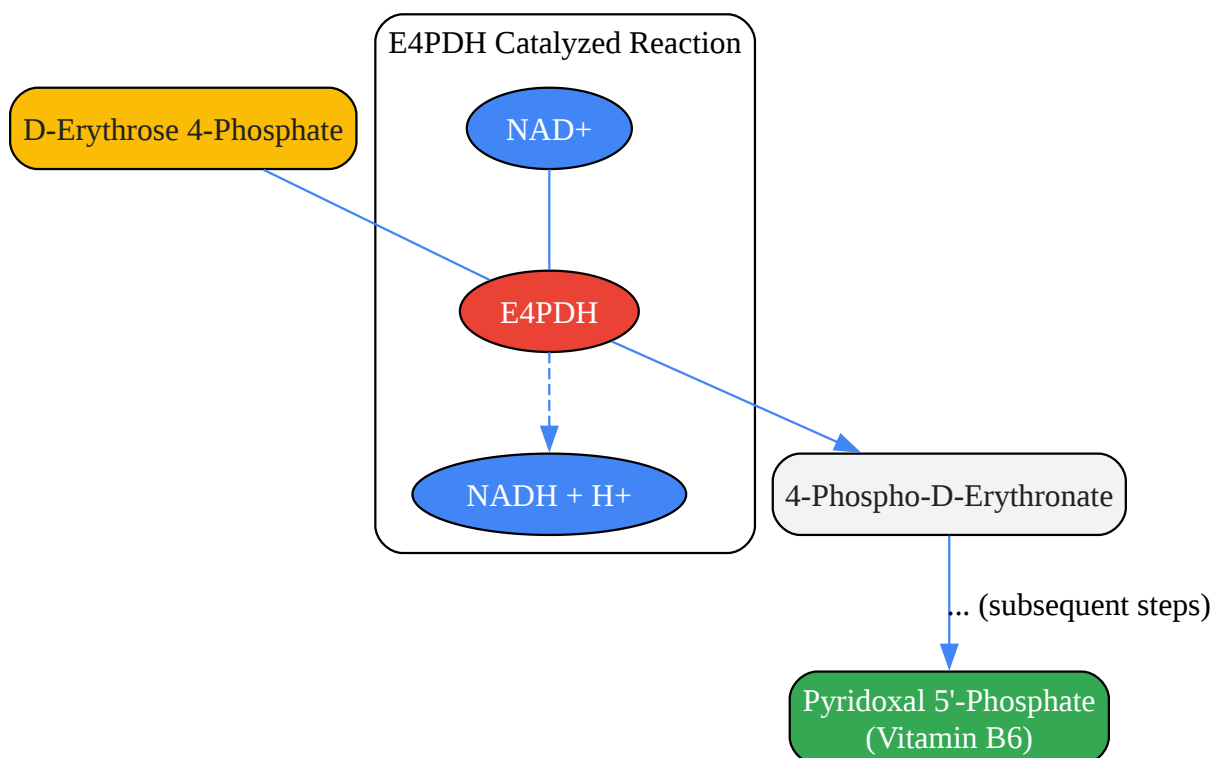 E4PDH Catalyzed Reaction
D-Erythrose 4-Phosphate
NAD+
E4PDH
NADH + H+
4-Phospho-D-Erythronate
... (subsequent steps)
Pyridoxal 5'-Phosphate
(Vitamin B6)